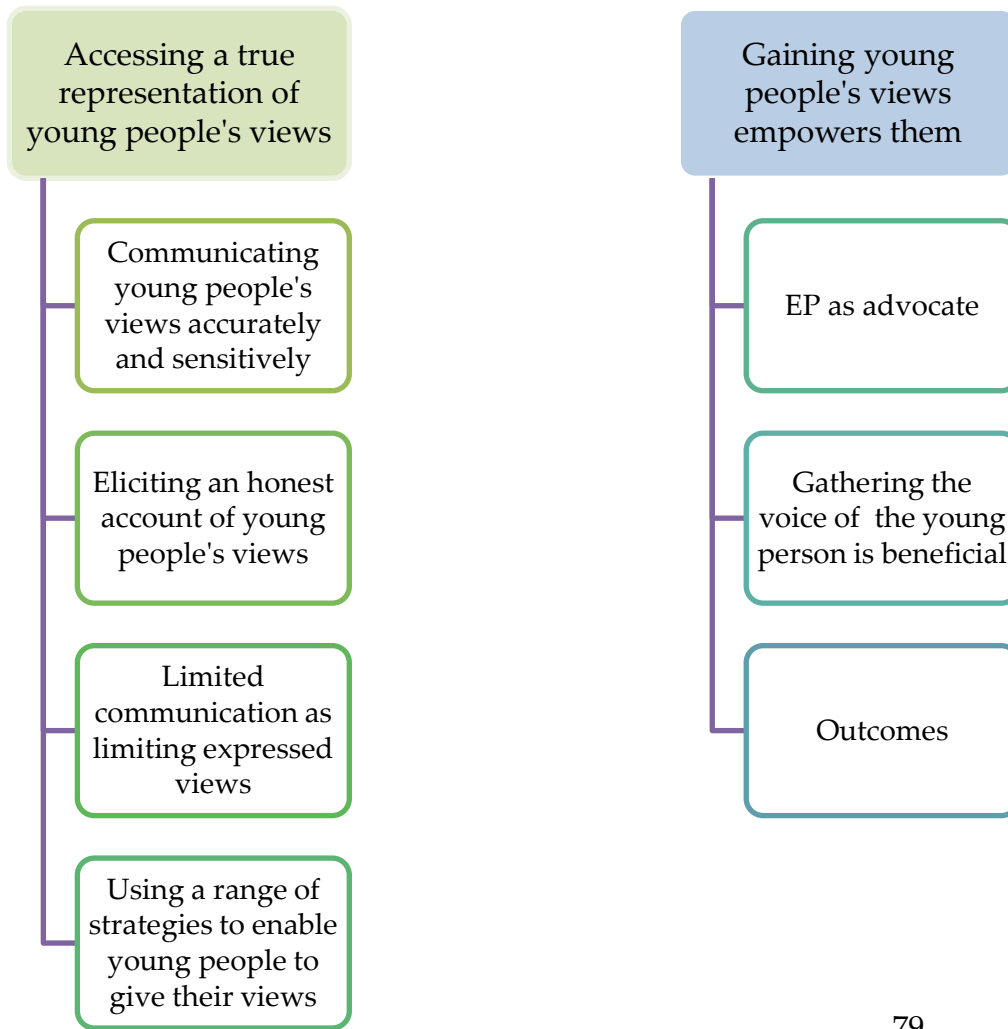 Accessing a true
representation of
young people's views
Communicating
young people's
views accurately
and sensitively
Eliciting an honest
account of young
people's views
Limited
communication as
limiting expressed
views
Using a range of
strategies to enable
young people to
give their views
Gaining young
people's views
empowers them
EP as advocate
Gathering the
voice of  the young
person is beneficial
Outcomes
79